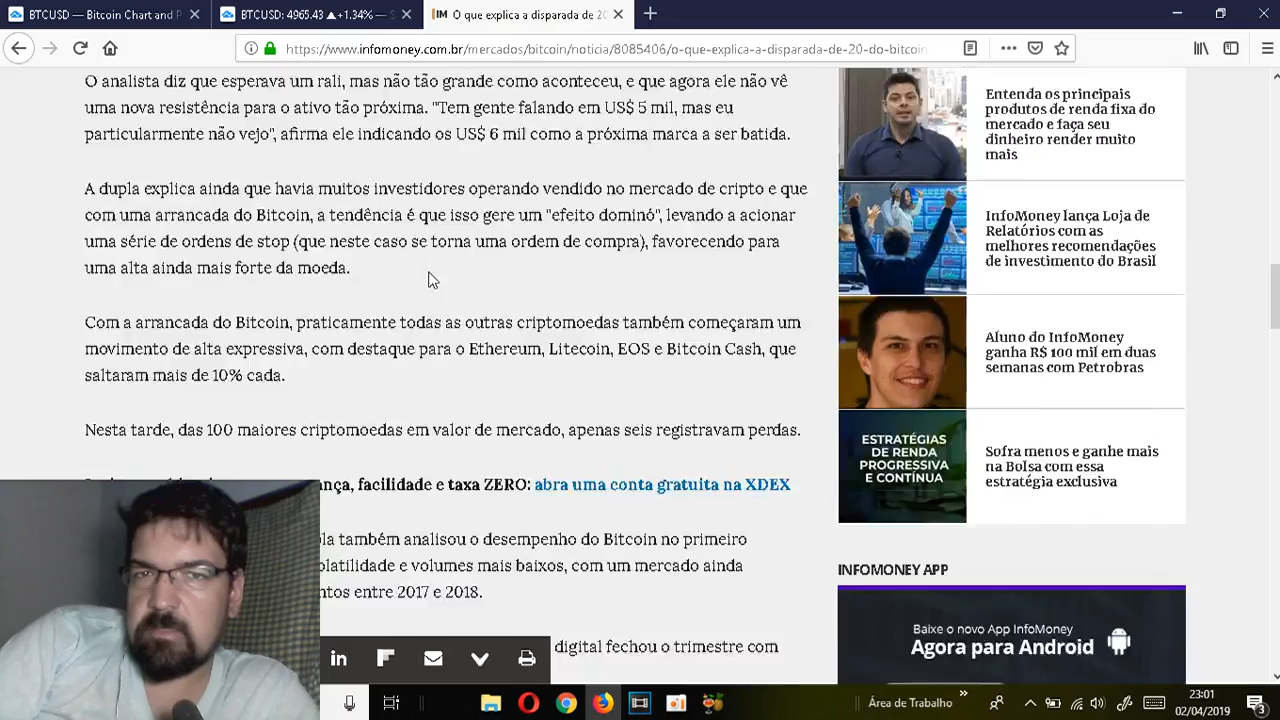 BTCUSD — Bitcoin Chart and P
BTCUSD: 4965.43 ▲+1.34% —
IM O que explica a disparada de 20
https://www.infomoney.com.br/mercados/bitcoin/noticia/8085406/o-que-explica-a-disparada-de-20-do-bitcoin
O analista diz que esperava um rali, mas não tão grande como aconteceu, e que agora ele não vê
uma nova resistência para o ativo tão próxima. "Tem gente falando em US$ 5 mil, mas eu
particularmente não vejo", afirma ele indicando os US$ 6 mil como a próxima marca a ser batida.
A dupla explica ainda que havia muitos investidores operando vendido no mercado de cripto e que
com uma arrancada do Bitcoin, a tendência é que isso gere um "efeito dominó", levando a acionar
uma série de ordens de stop (que neste caso se torna uma ordem de compra), favorecendo para
uma alta ainda mais forte da moeda.
Com a arrancada do Bitcoin, praticamente todas as outras criptomoedas também começaram um
movimento de alta expressiva, com destaque para o Ethereum, Litecoin, EOS e Bitcoin Cash, que
saltaram mais de 10% cada.
Nesta tarde, das 100 maiores criptomoedas em valor de mercado, apenas seis registravam perdas.
nça, facilidade e taxa ZERO: abra uma conta gratuita na XDEX
la também analisou o desempenho do Bitcoin no primeiro
olatilidade e volumes mais baixos, com um mercado ainda
ntos entre 2017 e 2018.
digital fechou o trimestre com
Entenda os principais
produtos de renda fixa do
mercado e faça seu
dinheiro render muito
mais
InfoMoney lança Loja de
Relatórios com as
melhores recomendações
de investimento do Brasil
Aluno do InfoMoney
ganha R$ 100 mil em duas
semanas com Petrobras
ESTRATÉGIAS
DE RENDA
PROGRESSIVA
E CONTÍNUA
Sofra menos e ganhe mais
na Bolsa com essa
estratégia exclusiva
INFOMONEY APP
Baixe o novo App InfoMoney
Agora para Android
Área de Trabalho
23:01
02/04/2019
3